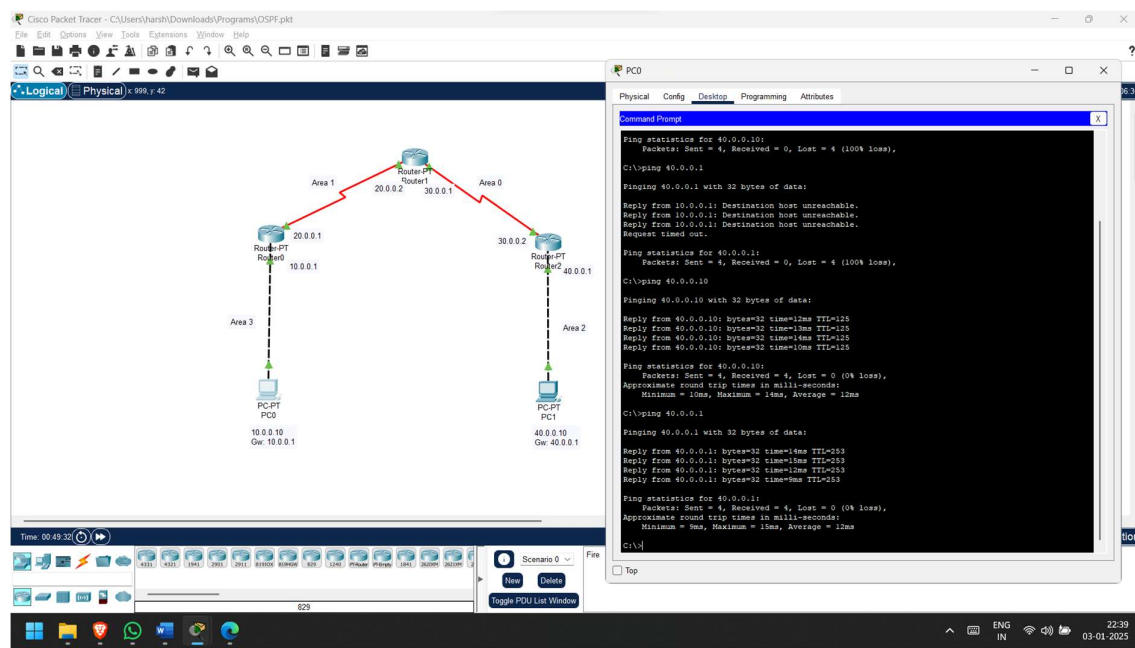 Cisco Packet Tracer - C:\Users\harsh\Downloads\Programs\OSPF.pkt
File Edit Options View Tools Extensions Window Help
?
Logical Physical x: 999, y: 42
Router-PT
Router1
Area 1
20.0.0.2
30.0.0.1
Area 0
20.0.0.1
Router-PT
Router0
10.0.0.1
30.0.0.2
Router-PT
Router2
40.0.0.1
Area 3
Area 2
PC-PT
PC0
10.0.0.10
Gw: 10.0.0.1
PC-PT
PC1
40.0.0.10
Gw: 40.0.0.1
PC0
Physical Config Desktop Programming Attributes
Command Prompt
X
Ping statistics for 40.0.0.10:
Packets: Sent = 4, Received = 0, Lost = 4 (100% loss),
C:\>ping 40.0.0.1
Pinging 40.0.0.1 with 32 bytes of data:
Reply from 10.0.0.1: Destination host unreachable.
Reply from 10.0.0.1: Destination host unreachable.
Reply from 10.0.0.1: Destination host unreachable.
Request timed out.
Ping statistics for 40.0.0.1:
Packets: Sent = 4, Received = 0, Lost = 4 (100% loss),
C:\>ping 40.0.0.10
Pinging 40.0.0.10 with 32 bytes of data:
Reply from 40.0.0.10: bytes=32 time=12ms TTL=125
Reply from 40.0.0.10: bytes=32 time=13ms TTL=125
Reply from 40.0.0.10: bytes=32 time=14ms TTL=125
Reply from 40.0.0.10: bytes=32 time=10ms TTL=125
Ping statistics for 40.0.0.10:
Packets: Sent = 4, Received = 4, Lost = 0 (0% loss),
Approximate round trip times in milli-seconds:
Minimum = 10ms, Maximum = 14ms, Average = 12ms
C:\>ping 40.0.0.1
Pinging 40.0.0.1 with 32 bytes of data:
Reply from 40.0.0.1: bytes=32 time=14ms TTL=253
Reply from 40.0.0.1: bytes=32 time=15ms TTL=253
Reply from 40.0.0.1: bytes=32 time=12ms TTL=253
Reply from 40.0.0.1: bytes=32 time=9ms TTL=253
Ping statistics for 40.0.0.1:
Packets: Sent = 4, Received = 4, Lost = 0 (0% loss),
Approximate round trip times in milli-seconds:
Minimum = 9ms, Maximum = 15ms, Average = 12ms
C:\>
Top
Time: 00:49:32
4331 4321 1941 2901 2911 819IOX 819HGW 829 1240 PT-Router PT-Empty 1841 2620XM 2621XM
829
Scenario 0
Fire
New Delete
Toggle PDU List Window
ENG
IN
22:39
03-01-2025